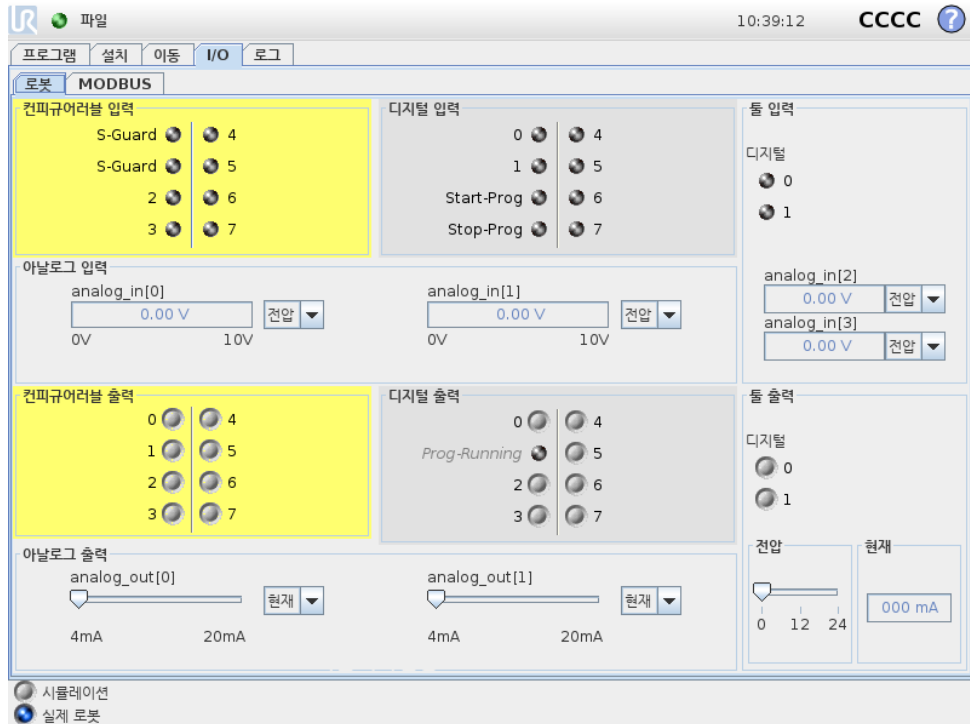 UR 파일 10:39:12 CCCC ?
프로그램 설치 이동 I/O 로그
로봇 MODBUS
컨피규어러블 입력
S-Guard 4
S-Guard 5
2 6
3 7
디지털 입력
0 4
1 5
Start-Prog 6
Stop-Prog 7
툴 입력
디지털
0
1
analog_in[2]
0.00 V 전압
analog_in[3]
0.00 V 전압
아날로그 입력
analog_in[0]
0.00 V 전압
0V 10V
analog_in[1]
0.00 V 전압
0V 10V
컨피규어러블 출력
0 4
1 5
2 6
3 7
디지털 출력
0 4
Prog-Running 5
2 6
3 7
툴 출력
디지털
0
1
전압
0 12 24
현재
000 mA
아날로그 출력
analog_out[0]
현재
4mA 20mA
analog_out[1]
현재
4mA 20mA
시뮬레이션
실제 로봇